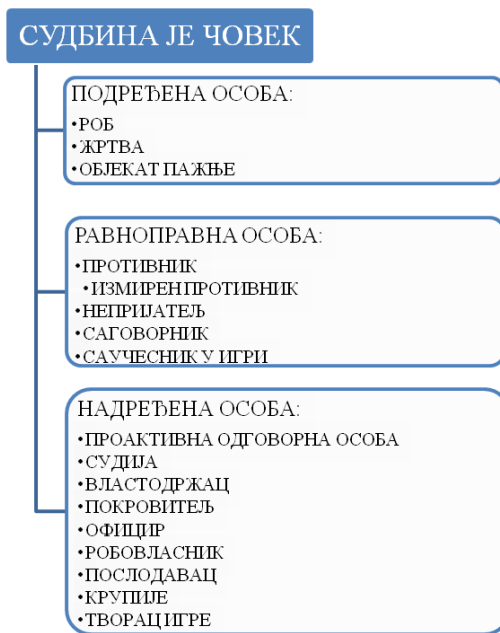 СУДБИНА ЈЕ ЧОВЕК
ПОДРЕЂЕНА ОСОБА:
•РОБ
•ЖРТВА
•ОБЈЕКАТ ПАЖЊЕ
РАВНОПРАВНА ОСОБА:
•ПРОТИВНИК
•ИЗМИРЕН ПРОТИВНИК
•НЕПРИЈАТЕЉ
•САГОВОРНИК
•САУЧЕСНИК У ИГРИ
НАДРЕЂЕНА ОСОБА:
•ПРОАКТИВНА ОДГОВОРНА ОСОБА
•СУДИЈА
•ВЛАСТОДРЖАЦ
•ПОКРОВИТЕЉ
•ОФИЦИР
•РОБОВЛАСНИК
•ПОСЛОДАВАЦ
•КРУПИЈЕ
•ТВОРАЦ ИГРЕ